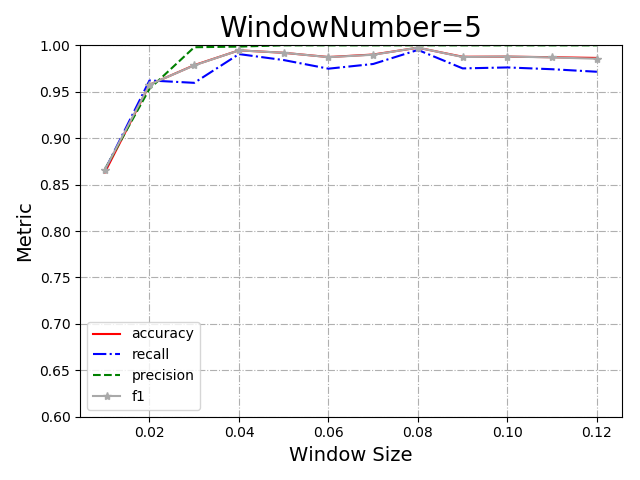 WindowNumber=5
1.00
0.95
0.90
0.85
0.80
0.75
0.70
0.65
0.60
Metric
accuracy
recall
precision
f1
0.02 0.04 0.06 0.08 0.10 0.12
Window Size